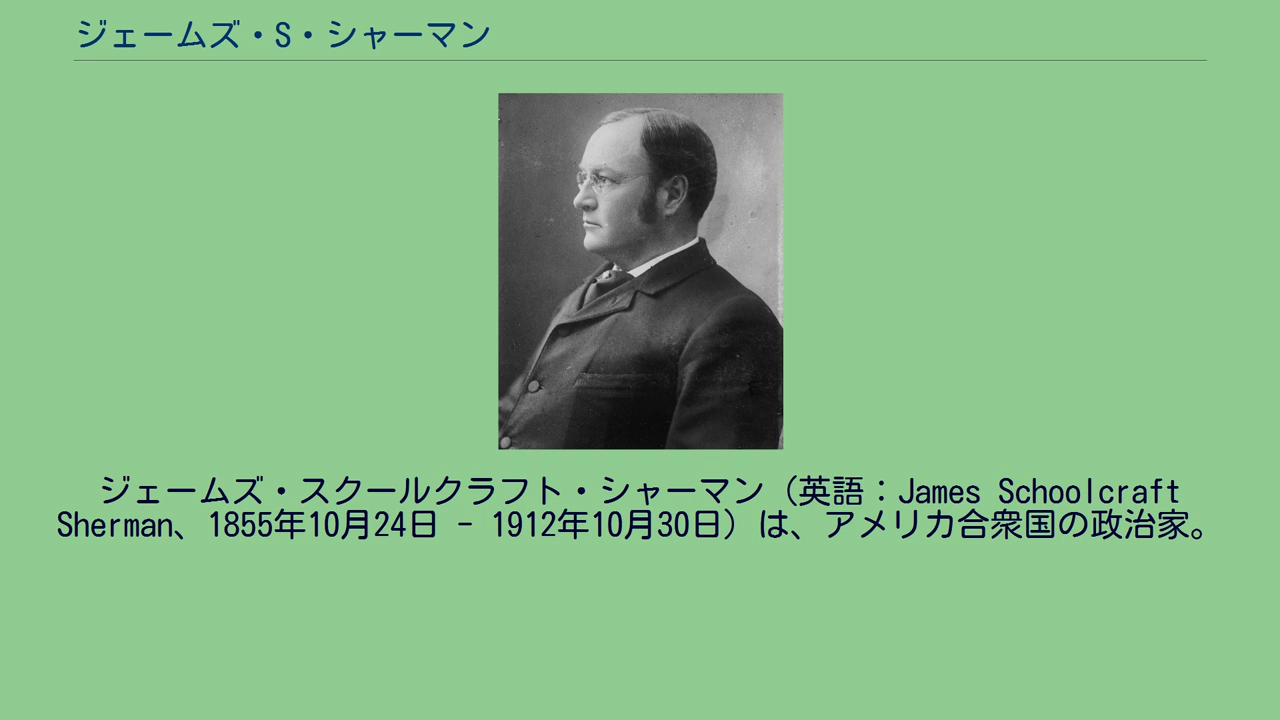 ジェームズ・S・シャーマン
ジェームズ・スクールクラフト・シャーマン（英語：James Schoolcraft
Sherman、1855年10月24日 - 1912年10月30日）は、アメリカ合衆国の政治家。